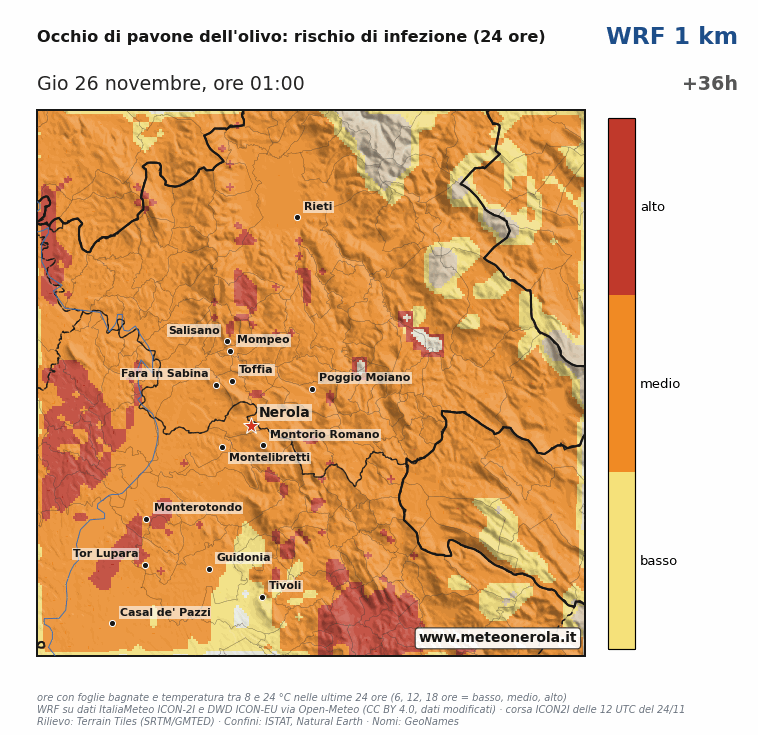 Occhio di pavone dell'olivo: rischio di infezione (24 ore)
WRF 1 km
Gio 26 novembre, ore 01:00
+36h
alto
Rieti
Salisano
Mompeo
Fara in Sabina
Toffia
Poggio Moiano
medio
Nerola
Montorio Romano
Montelibretti
Monterotondo
Tor Lupara
Guidonia
basso
Tivoli
Casal de' Pazzi
www.meteonerola.it
ore con foglie bagnate e temperatura tra 8 e 24 °C nelle ultime 24 ore (6, 12, 18 ore = basso, medio, alto)
WRF su dati ItaliaMeteo ICON-2I e DWD ICON-EU via Open-Meteo (CC BY 4.0, dati modificati) · corsa ICON2I delle 12 UTC del 24/11
Rilievo: Terrain Tiles (SRTM/GMTED) · Confini: ISTAT, Natural Earth · Nomi: GeoNames